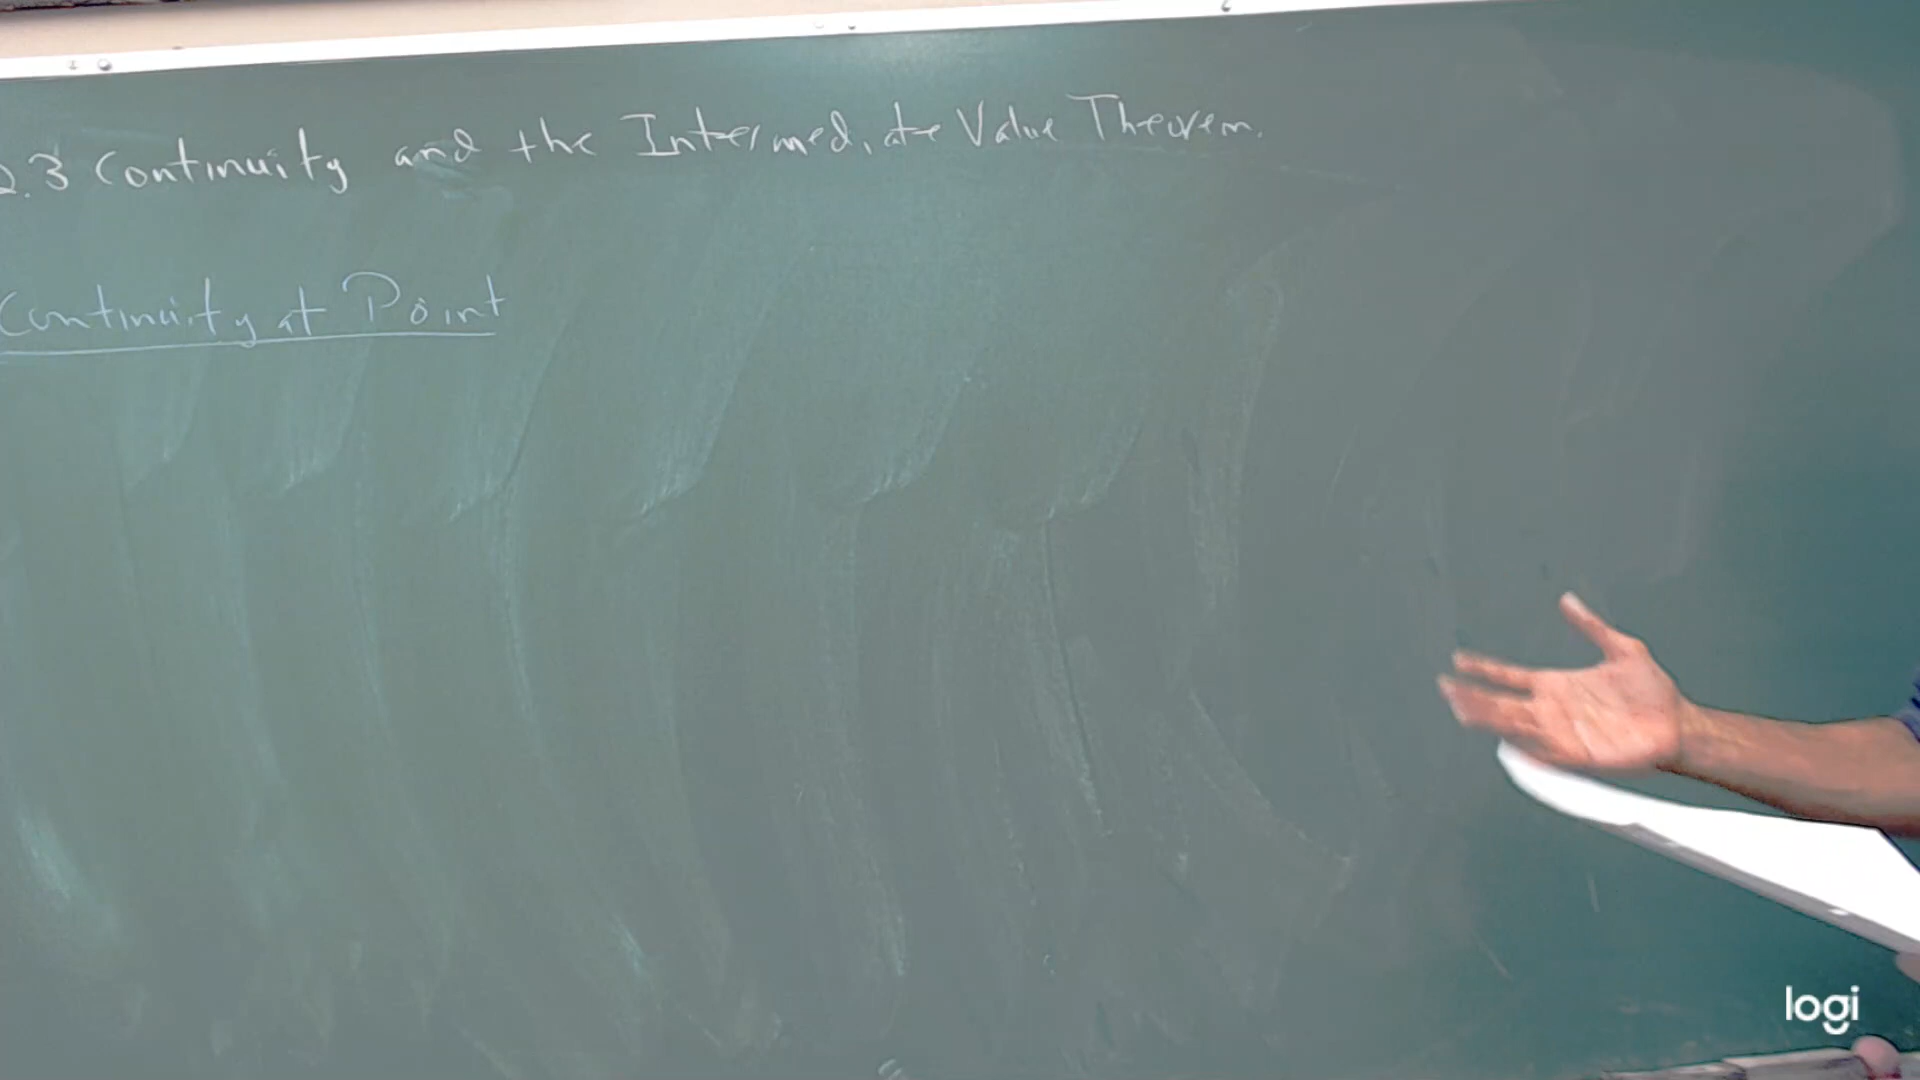 2.3 Continuity and the Intermediate Value Theorem.
Continuity at Point
logi